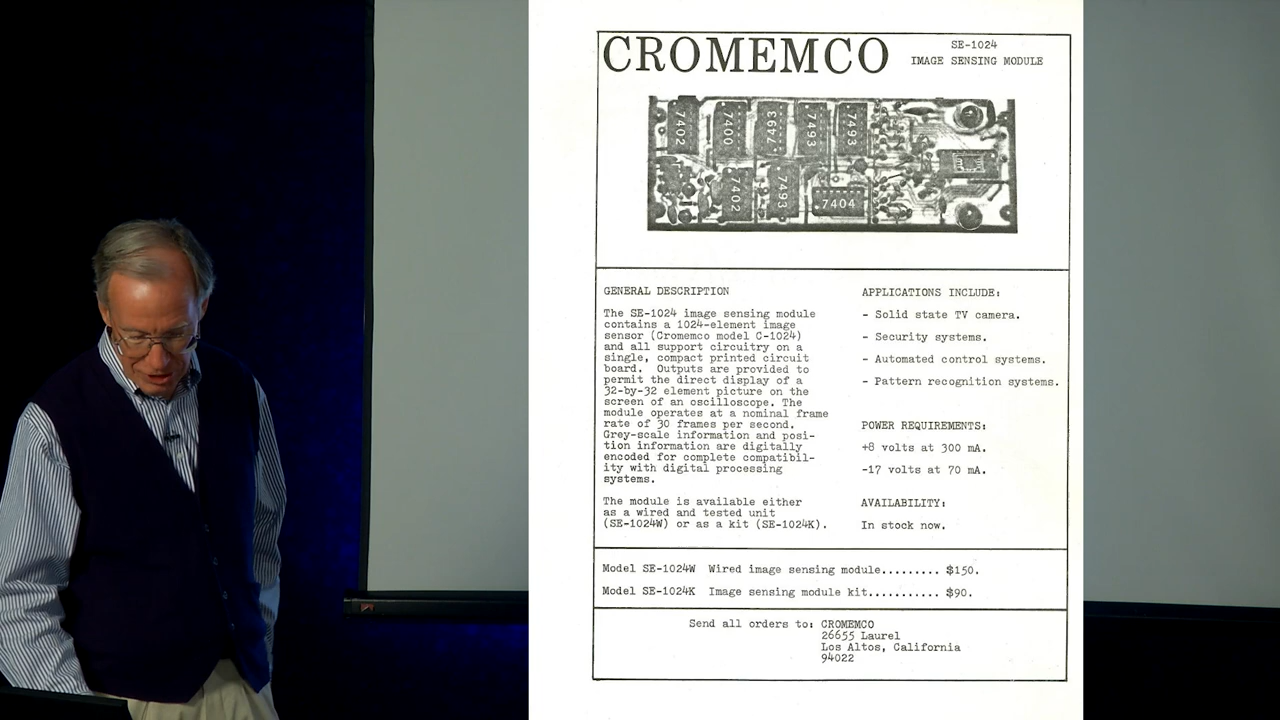 CROMEMCO
SE-1024
IMAGE SENSING MODULE
7402
7400
7493
7493
7493
7402
7493
7404
GENERAL DESCRIPTION
The SE-1024 image sensing module
contains a 1024-element image
sensor (Cromemco model C-1024)
and all support circuitry on a
single, compact printed circuit
board. Outputs are provided to
permit the direct display of a
32-by-32 element picture on the
screen of an oscilloscope. The
module operates at a nominal frame
rate of 30 frames per second.
Grey-scale information and posi-
tion information are digitally
encoded for complete compatibil-
ity with digital processing
systems.
The module is available either
as a wired and tested unit
(SE-1024W) or as a kit (SE-1024K).
APPLICATIONS INCLUDE:
- Solid state TV camera.
- Security systems.
- Automated control systems.
- Pattern recognition systems.
POWER REQUIREMENTS:
+8 volts at 300 mA.
-17 volts at 70 mA.
AVAILABILITY:
In stock now.
Model SE-1024W Wired image sensing module......... $150.
Model SE-1024K Image sensing module kit........... $90.
Send all orders to: CROMEMCO
26655 Laurel
Los Altos, California
94022